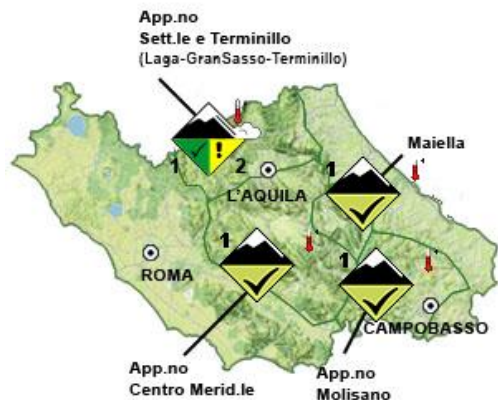 App.no
Sett.le e Terminillo
(Laga-GranSasso-Terminillo)
!
1
2
L'AQUILA
1
Maiella
ROMA
1
1
CAMPOBASSO
App.no
Centro Merid.le
App.no
Molisano